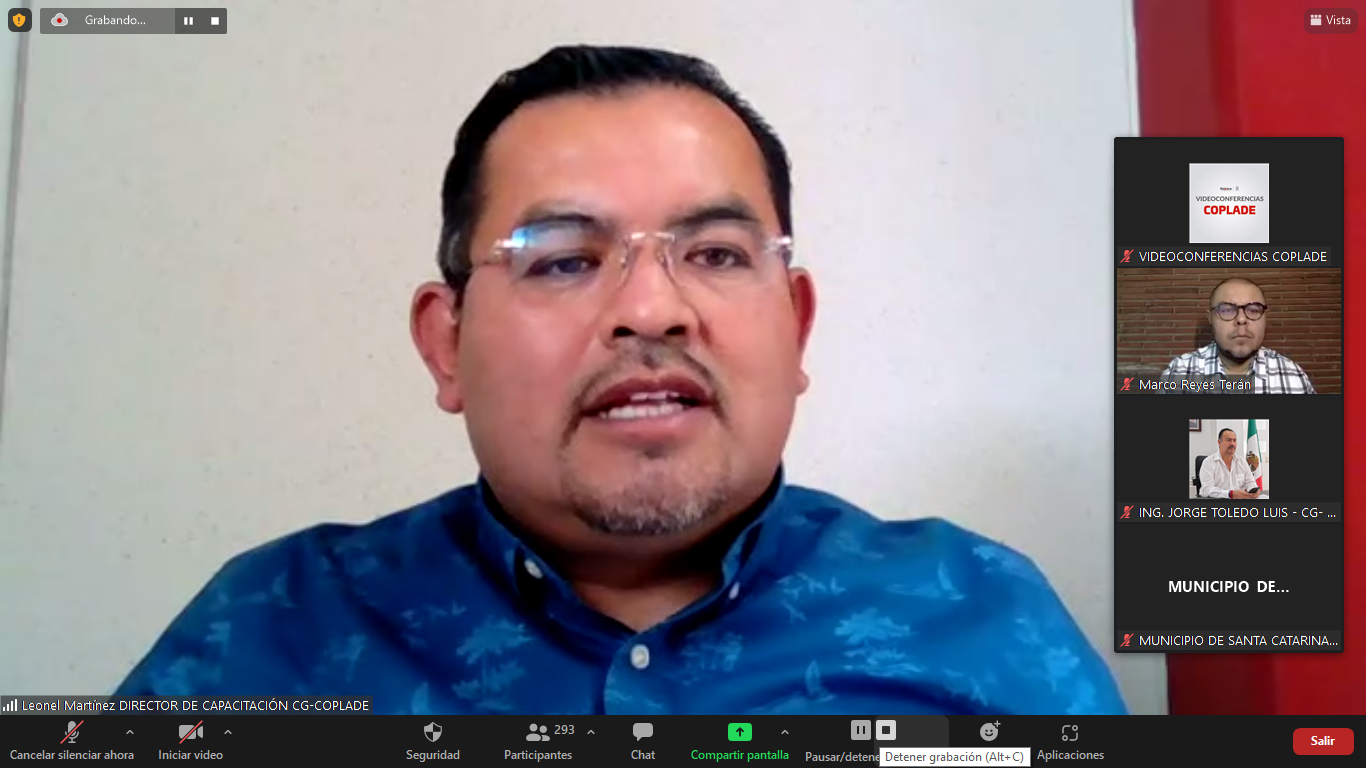 Grabando...
Vista
VIDEOCONFERENCIAS
COPLADE
VIDEOCONFERENCIAS COPLADE
Marco Reyes Terán
ING. JORGE TOLEDO LUIS - CG- ...
MUNICIPIO DE...
MUNICIPIO DE SANTA CATARINA...
Leonel Martínez DIRECTOR DE CAPACITACIÓN CG-COPLADE
Cancelar silenciar ahora
Iniciar video
Seguridad
Participantes
293
Chat
Compartir pantalla
Pausar/detene
Detener grabación (Alt+C)
Aplicaciones
Salir